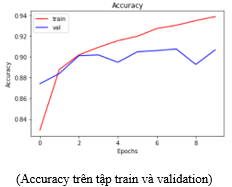 Accuracy
train
val
Accuracy
0.94
0.92
0.90
0.88
0.86
0.84
0 2 4 6 8
Epochs
(Accuracy trên tập train và validation)